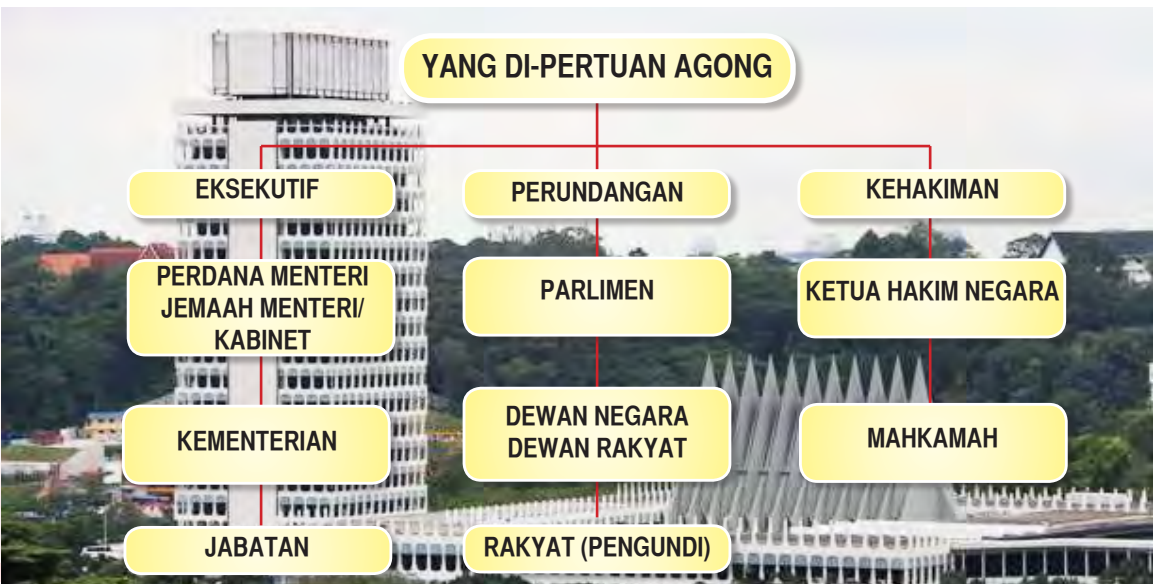 YANG DI-PERTUAN AGONG
EKSEKUTIF
PERUNDANGAN
KEHAKIMAN
PERDANA MENTERI
JEMAAH MENTERI/
KABINET
PARLIMEN
KETUA HAKIM NEGARA
KEMENTERIAN
DEWAN NEGARA
DEWAN RAKYAT
MAHKAMAH
JABATAN
RAKYAT (PENGUNDI)